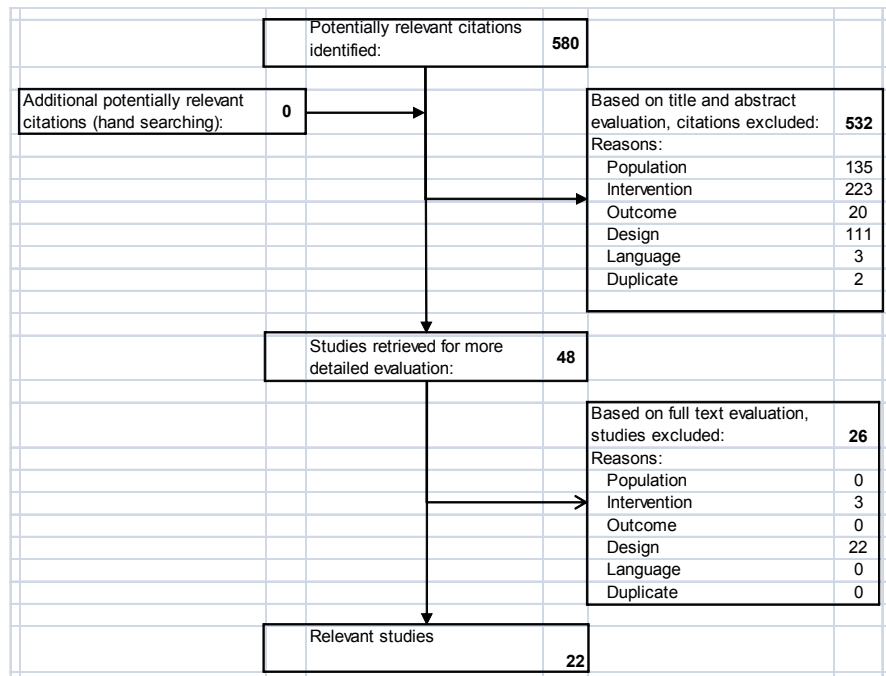 Potentially relevant citations
identified: 580
Additional potentially relevant
citations (hand searching): 0
Based on title and abstract
evaluation, citations excluded: 532
Reasons:
Population 135
Intervention 223
Outcome 20
Design 111
Language 3
Duplicate 2
Studies retrieved for more
detailed evaluation: 48
Based on full text evaluation,
studies excluded: 26
Reasons:
Population 0
Intervention 3
Outcome 0
Design 22
Language 0
Duplicate 0
Relevant studies
22